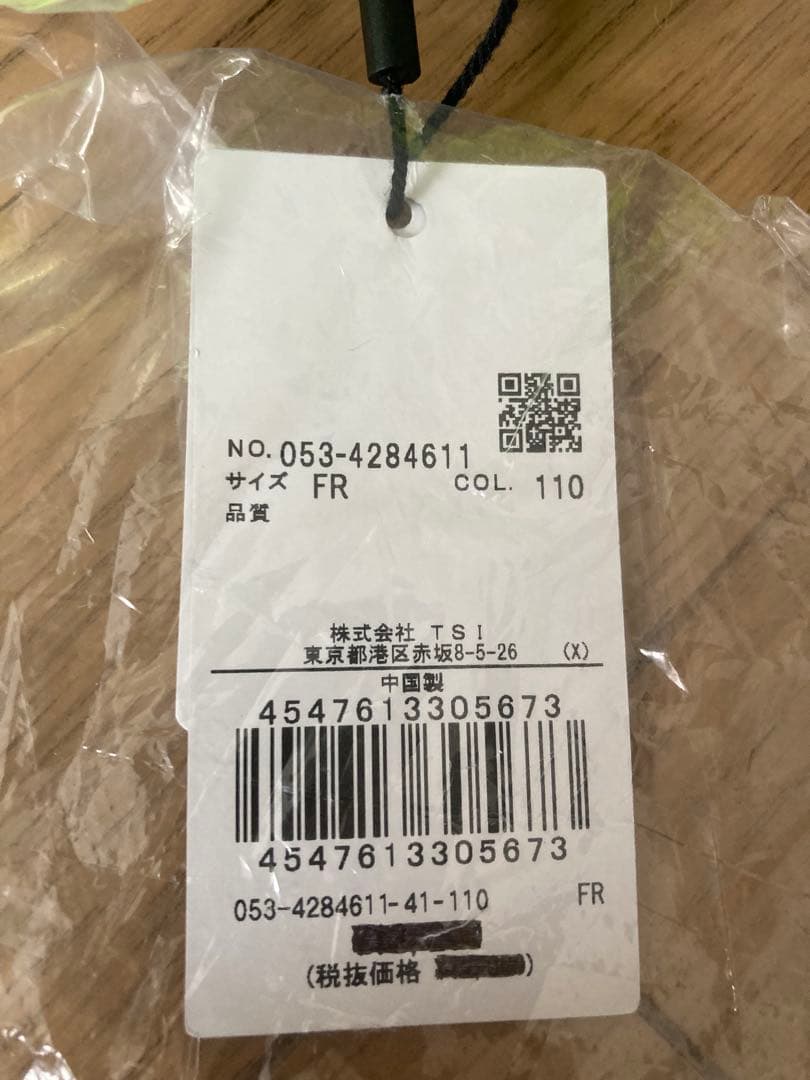 NO. 053-4284611
サイズ FR COL. 110
品質
株式会社 TSI
東京都港区赤坂8-5-26 (X)
中国製
4547613305673
4547613305673
053-4284611-41-110 FR
(税抜価格 )